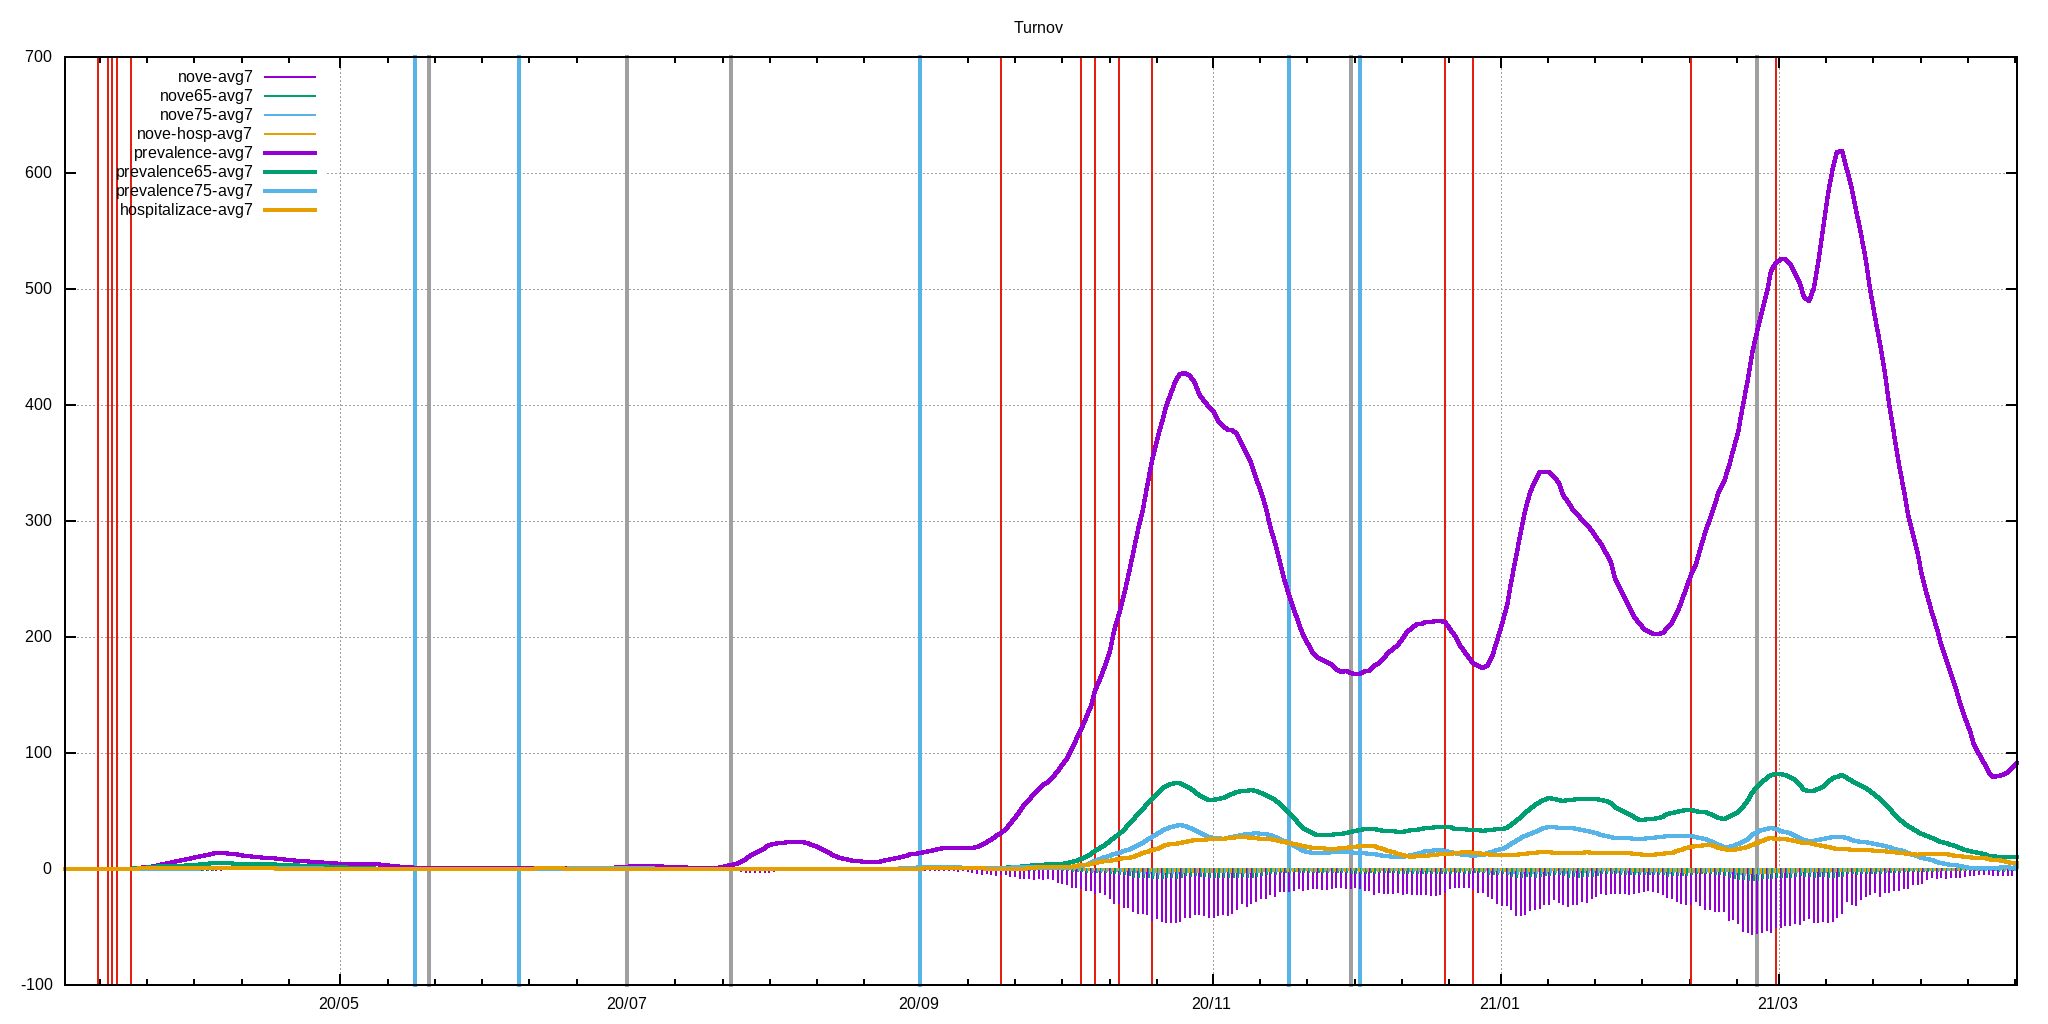 Turnov
700
600
500
400
300
200
100
0
-100
nove-avg7
nove65-avg7
nove75-avg7
nove-hosp-avg7
prevalence-avg7
prevalence65-avg7
prevalence75-avg7
hospitalizace-avg7
20/05 20/07 20/09 20/11 21/01 21/03